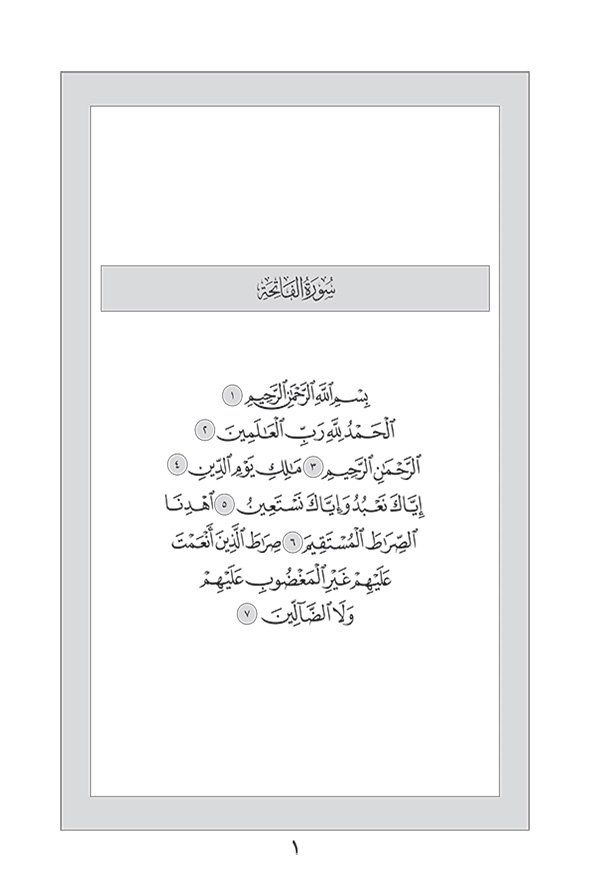 سُورَةُ الفَاتِحَة
بِسْمِ ٱللَّهِ ٱلرَّحْمَٰنِ ٱلرَّحِيمِ ١
ٱلْحَمْدُ لِلَّهِ رَبِّ ٱلْعَٰلَمِينَ ٢
ٱلرَّحْمَٰنِ ٱلرَّحِيمِ ٣ مَٰلِكِ يَوْمِ ٱلدِّينِ ٤
إِيَّاكَ نَعْبُدُ وَإِيَّاكَ نَسْتَعِينُ ٥ ٱهْدِنَا
ٱلصِّرَٰطَ ٱلْمُسْتَقِيمَ ٦ صِرَٰطَ ٱلَّذِينَ أَنْعَمْتَ
عَلَيْهِمْ غَيْرِ ٱلْمَغْضُوبِ عَلَيْهِمْ
وَلَا ٱلضَّآلِّينَ ٧
١